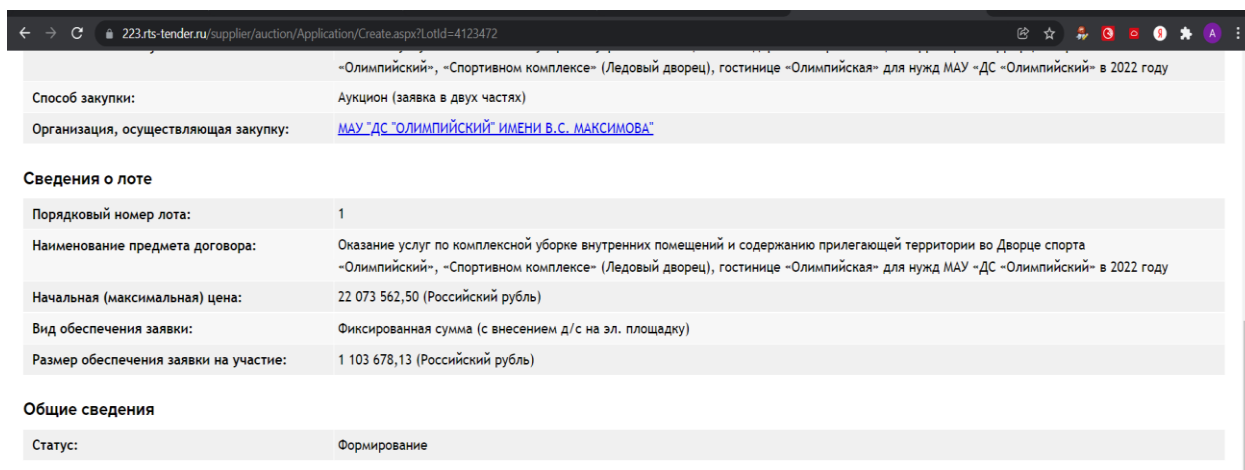 223.rts-tender.ru/supplier/auction/Application/Create.aspx?LotId=4123472
«Олимпийский», «Спортивном комплексе» (Ледовый дворец), гостинице «Олимпийская» для нужд МАУ «ДС «Олимпийский» в 2022 году
Способ закупки: Аукцион (заявка в двух частях)
Организация, осуществляющая закупку: МАУ "ДС "ОЛИМПИЙСКИЙ" ИМЕНИ В.С. МАКСИМОВА"
Сведения о лоте
Порядковый номер лота: 1
Наименование предмета договора: Оказание услуг по комплексной уборке внутренних помещений и содержанию прилегающей территории во Дворце спорта
«Олимпийский», «Спортивном комплексе» (Ледовый дворец), гостинице «Олимпийская» для нужд МАУ «ДС «Олимпийский» в 2022 году
Начальная (максимальная) цена: 22 073 562,50 (Российский рубль)
Вид обеспечения заявки: Фиксированная сумма (с внесением д/с на эл. площадку)
Размер обеспечения заявки на участие: 1 103 678,13 (Российский рубль)
Общие сведения
Статус: Формирование